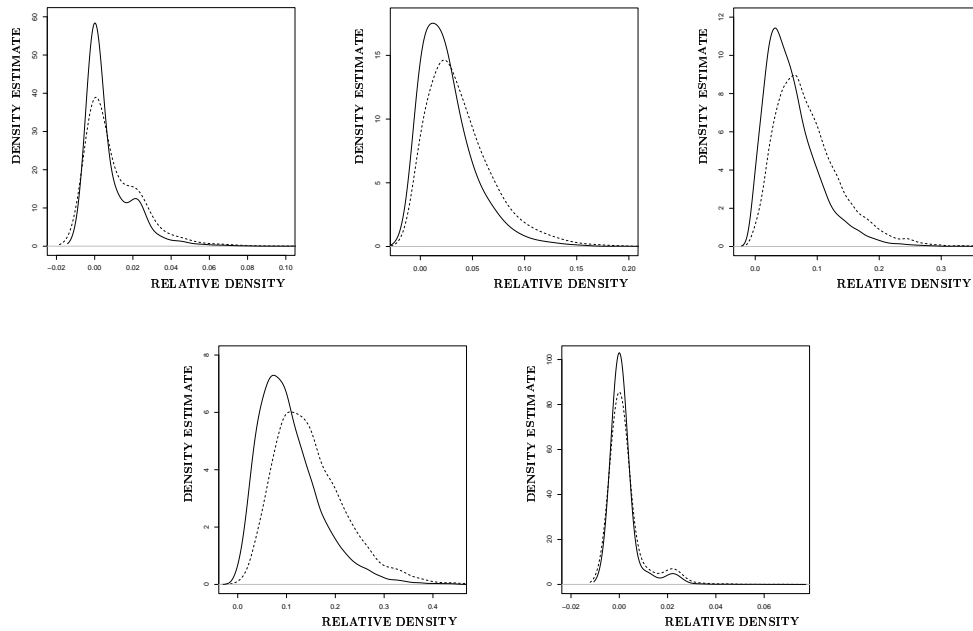 DENSITY ESTIMATE
0 10 20 30 40 50 60
−0.02 0.00 0.02 0.04 0.06 0.08 0.10
RELATIVE DENSITY
DENSITY ESTIMATE
0 5 10 15
0.00 0.05 0.10 0.15 0.20
RELATIVE DENSITY
DENSITY ESTIMATE
0 2 4 6 8 10 12
0.0 0.1 0.2 0.3
RELATIVE DENSITY
DENSITY ESTIMATE
0 2 4 6 8
0.0 0.1 0.2 0.3 0.4
RELATIVE DENSITY
DENSITY ESTIMATE
0 20 40 60 80 100
−0.02 0.00 0.02 0.04 0.06
RELATIVE DENSITY